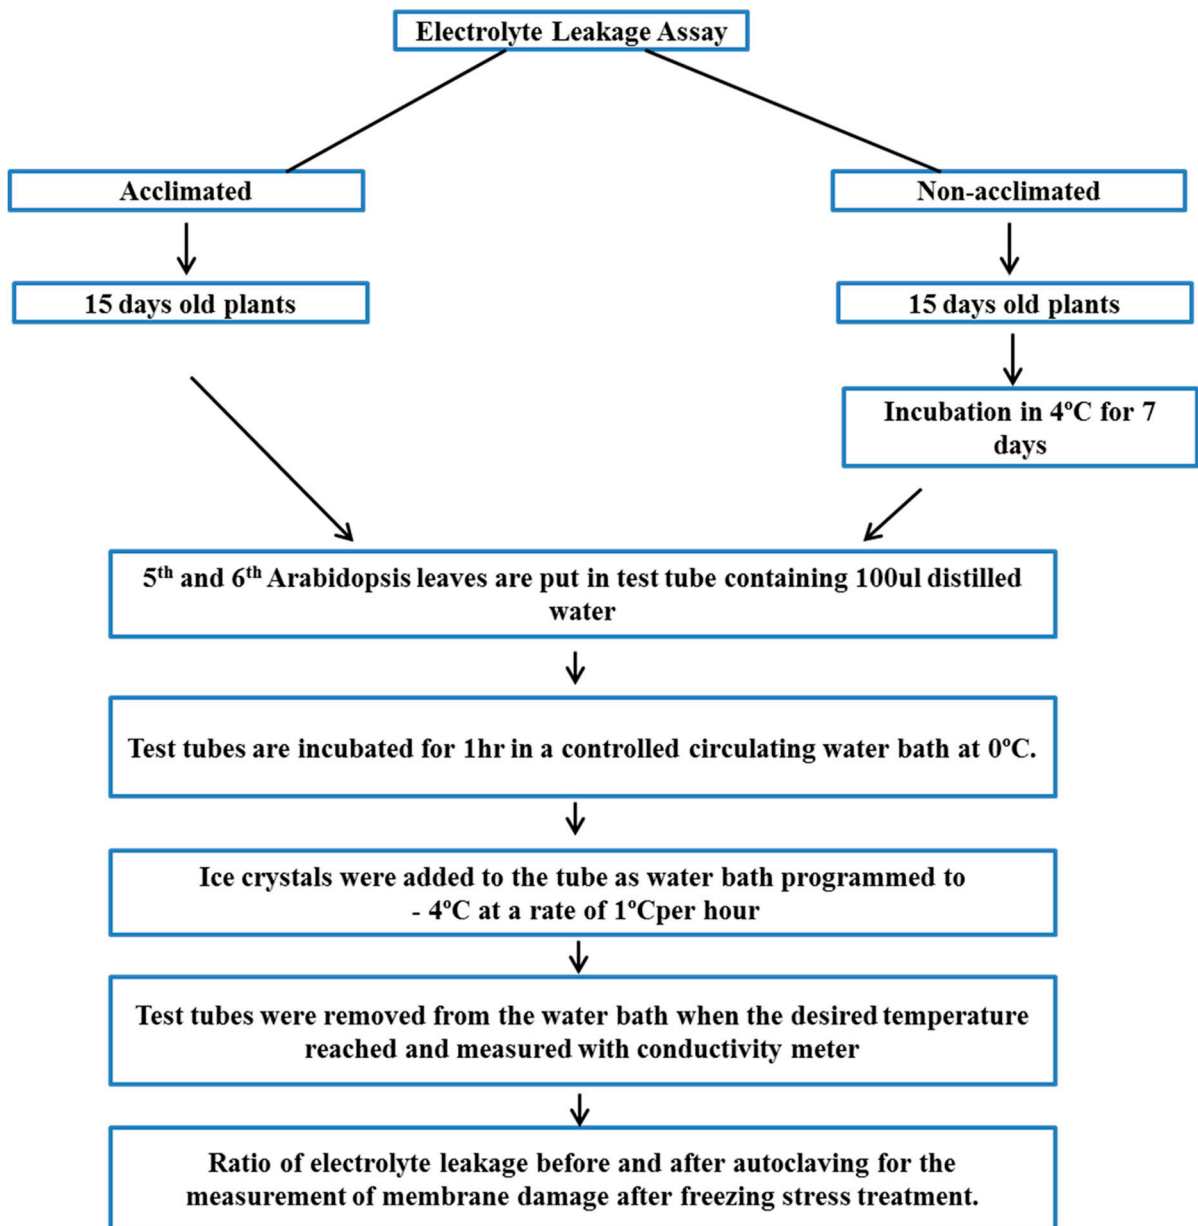 Electrolyte Leakage Assay
Acclimated
Non-acclimated
15 days old plants
15 days old plants
Incubation in 4ºC for 7
days
5th and 6th Arabidopsis leaves are put in test tube containing 100ul distilled
water
Test tubes are incubated for 1hr in a controlled circulating water bath at 0ºC.
Ice crystals were added to the tube as water bath programmed to
- 4ºC at a rate of 1ºCper hour
Test tubes were removed from the water bath when the desired temperature
reached and measured with conductivity meter
Ratio of electrolyte leakage before and after autoclaving for the
measurement of membrane damage after freezing stress treatment.